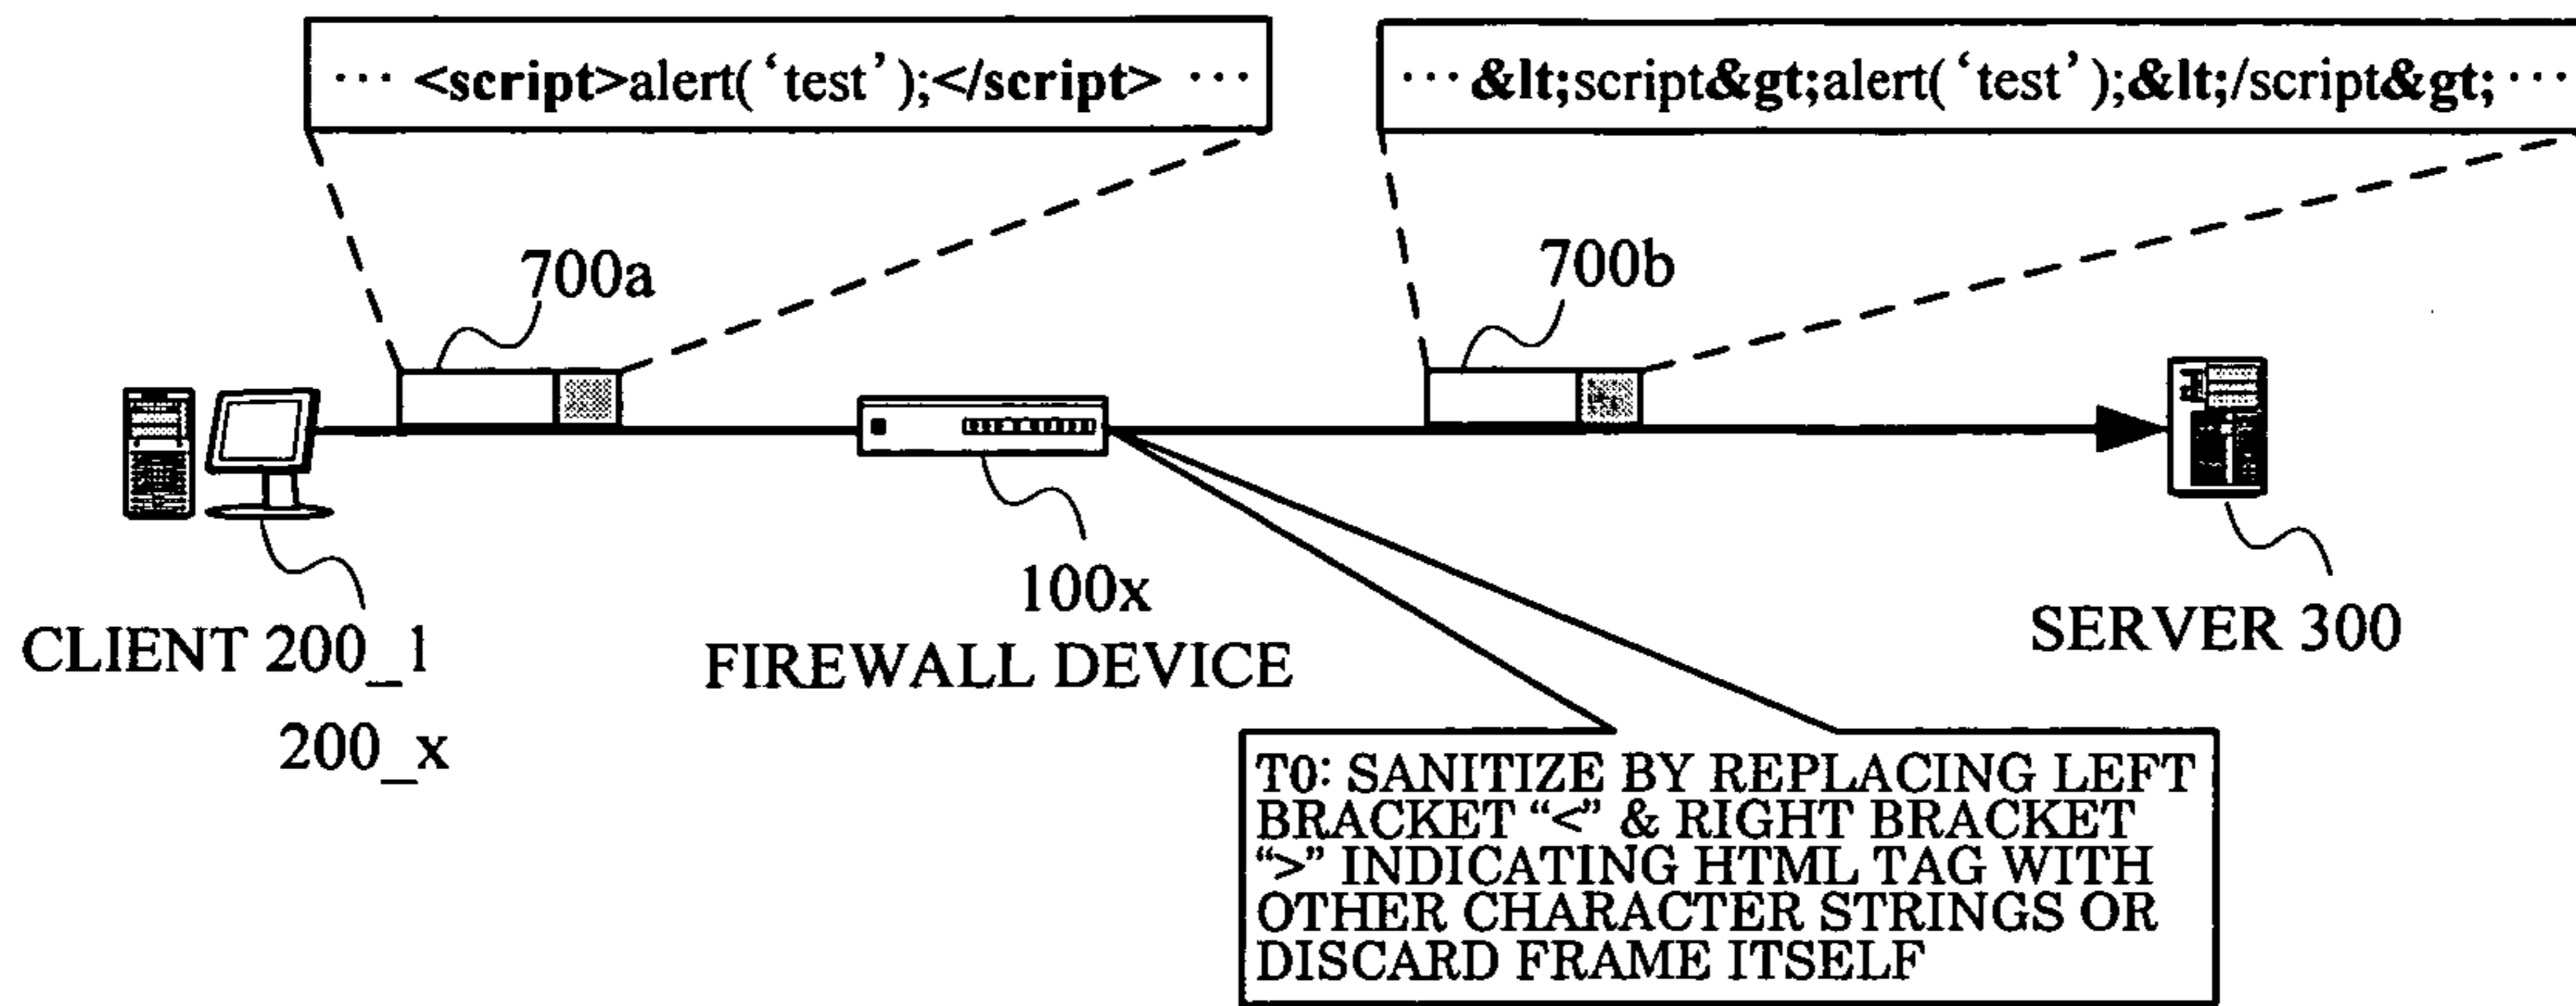 ··· <script>alert(‘test’);</script> ···
··· &lt;script&gt;alert(‘test’);&lt;/script&gt; ···
700a
700b
100x
FIREWALL DEVICE
CLIENT 200_1
200_x
SERVER 300
T0: SANITIZE BY REPLACING LEFT
BRACKET “<” & RIGHT BRACKET
“>” INDICATING HTML TAG WITH
OTHER CHARACTER STRINGS OR
DISCARD FRAME ITSELF